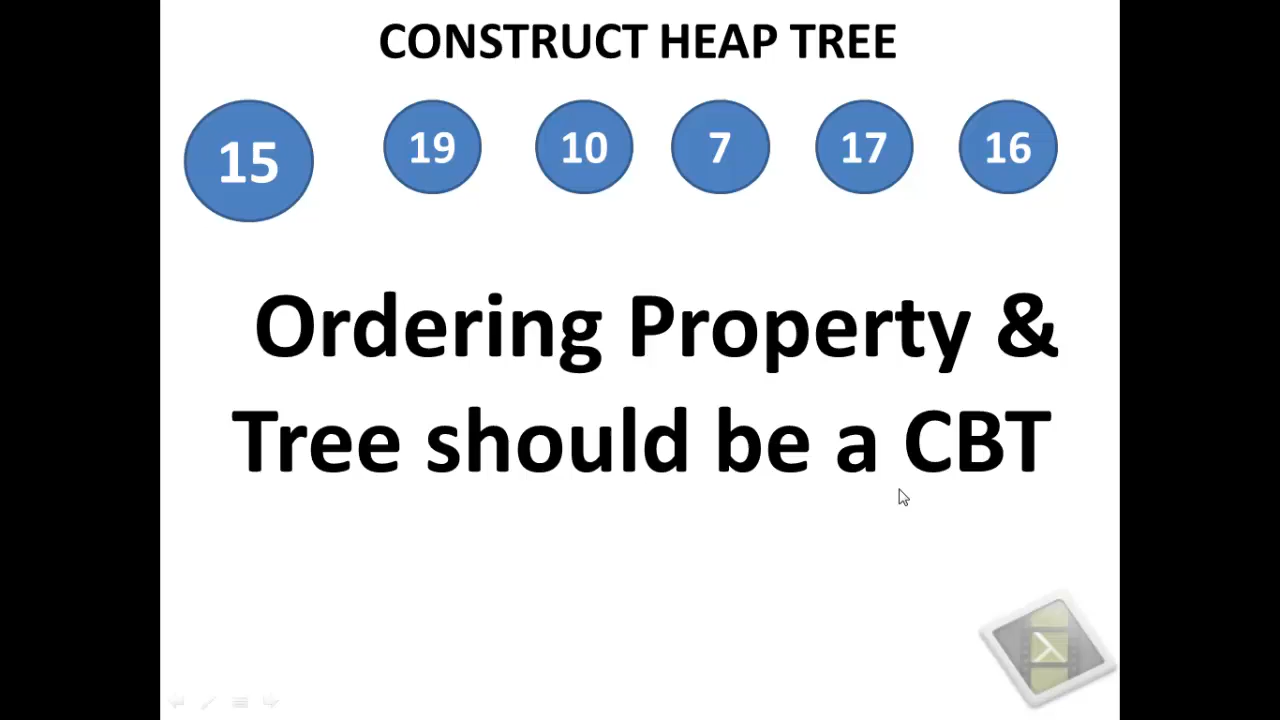 CONSTRUCT HEAP TREE
15 19 10 7 17 16
Ordering Property &
Tree should be a CBT